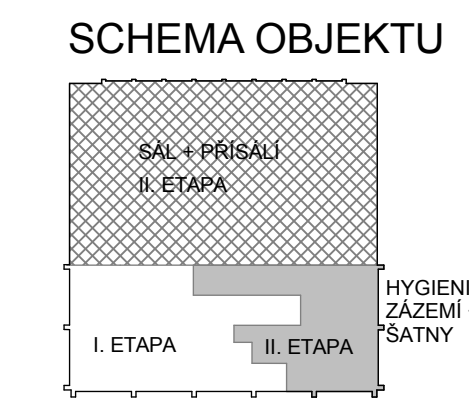 SCHEMA OBJEKTU
SÁL + PŘÍSÁLÍ
II. ETAPA
HYGIENI
ZÁZEMÍ
ŠATNY
I. ETAPA
II. ETAPA